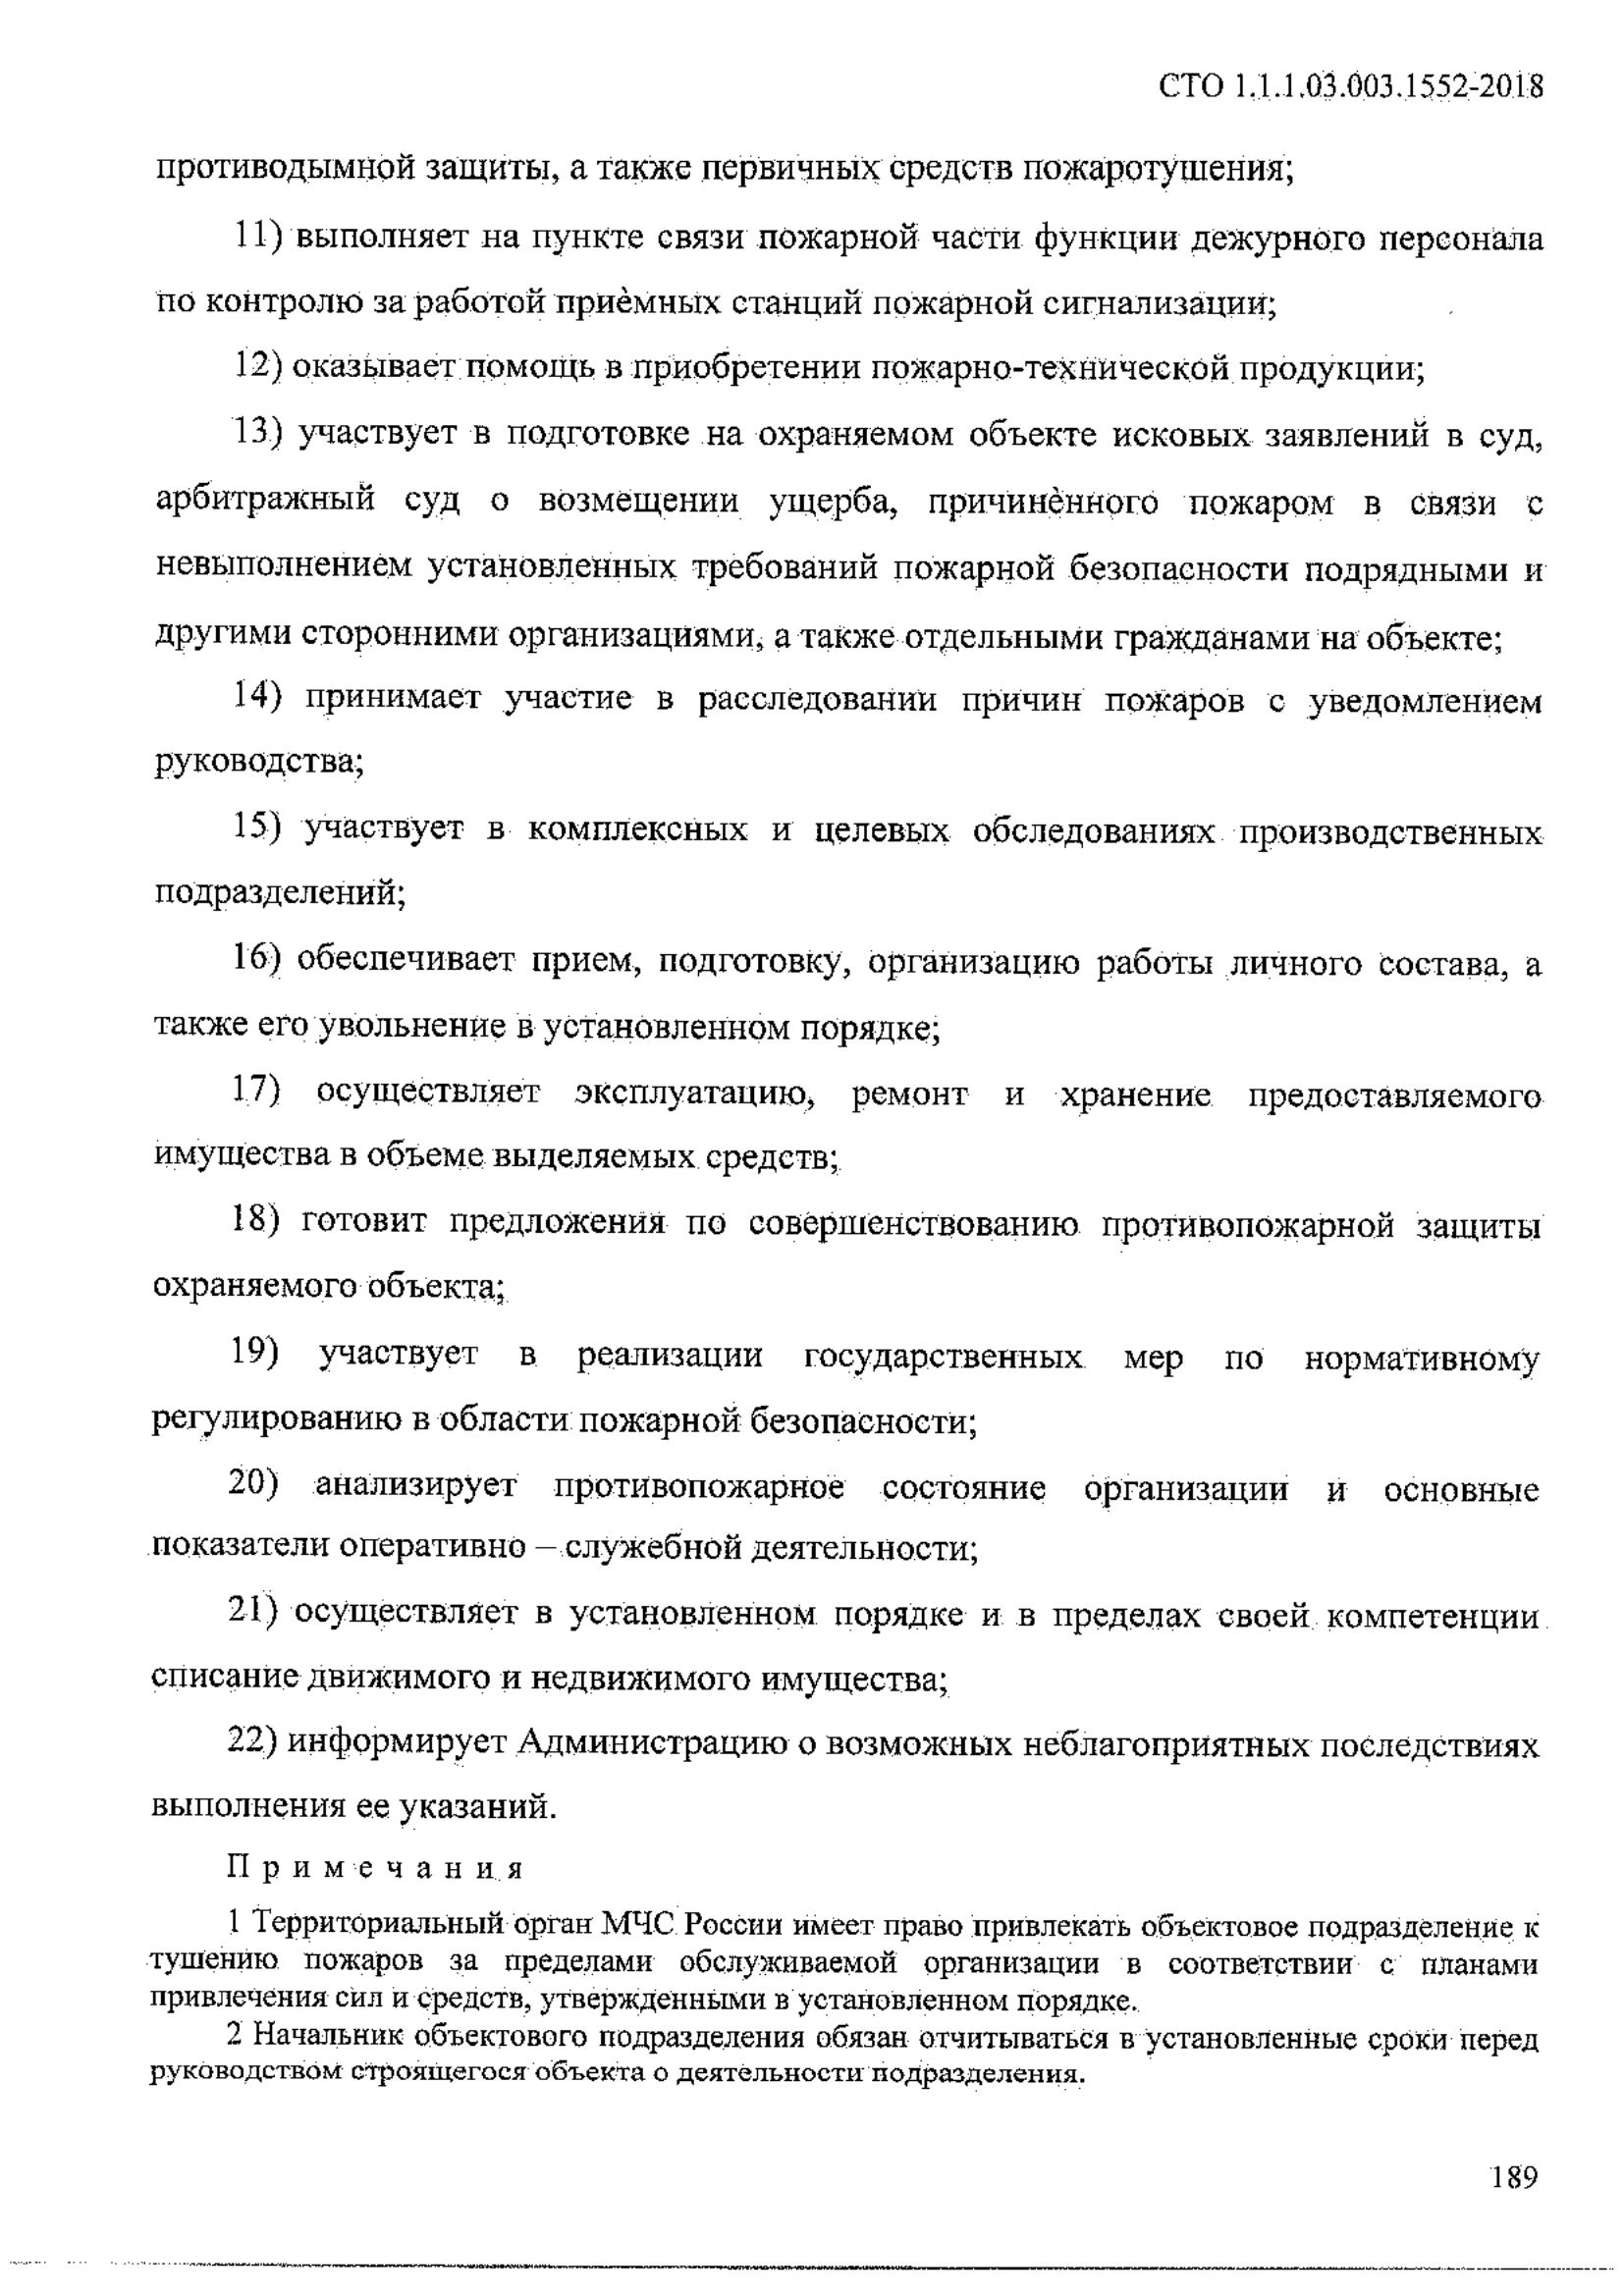 СТО 1.1.1.03.003.1552-2018
противодымной защиты, а также первичных средств пожаротушения;
11) выполняет на пункте связи пожарной части функции дежурного персонала
по контролю за работой приёмных станций пожарной сигнализации;
12) оказывает помощь в приобретении пожарно-технической продукции;
13) участвует в подготовке на охраняемом объекте исковых заявлений в суд,
арбитражный суд о возмещении ущерба, причинённого пожаром в связи с
невыполнением установленных требований пожарной безопасности подрядными и
другими сторонними организациями, а также отдельными гражданами на объекте;
14) принимает участие в расследовании причин пожаров с уведомлением
руководства;
15) участвует в комплексных и целевых обследованиях производственных
подразделений;
16) обеспечивает прием, подготовку, организацию работы личного состава, а
также его увольнение в установленном порядке;
17) осуществляет эксплуатацию, ремонт и хранение предоставляемого
имущества в объеме выделяемых средств;
18) готовит предложения по совершенствованию противопожарной защиты
охраняемого объекта;
19) участвует в реализации государственных мер по нормативному
регулированию в области пожарной безопасности;
20) анализирует противопожарное состояние организации и основные
показатели оперативно – служебной деятельности;
21) осуществляет в установленном порядке и в пределах своей компетенции
списание движимого и недвижимого имущества;
22) информирует Администрацию о возможных неблагоприятных последствиях
выполнения ее указаний.
П р и м е ч а н и я
1 Территориальный орган МЧС России имеет право привлекать объектовое подразделение к
тушению пожаров за пределами обслуживаемой организации в соответствии с планами
привлечения сил и средств, утвержденными в установленном порядке.
2 Начальник объектового подразделения обязан отчитываться в установленные сроки перед
руководством строящегося объекта о деятельности подразделения.
189